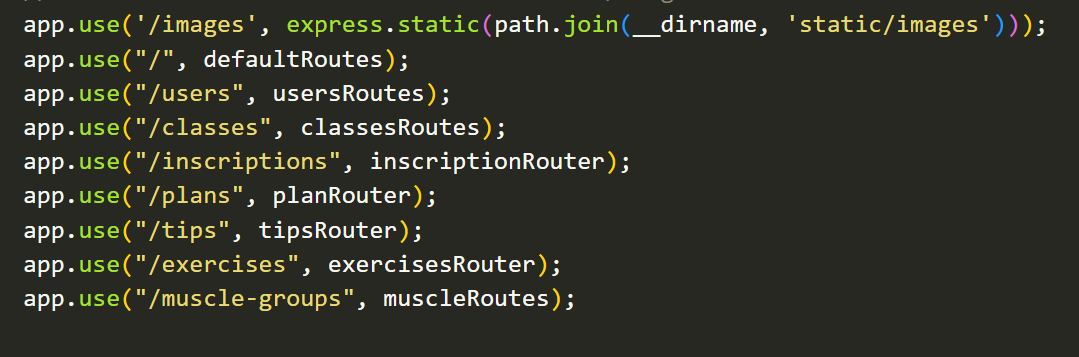 app.use('/images', express.static(path.join(__dirname, 'static/images')));
app.use("/", defaultRoutes);
app.use("/users", usersRoutes);
app.use("/classes", classesRoutes);
app.use("/inscriptions", inscriptionRouter);
app.use("/plans", planRouter);
app.use("/tips", tipsRouter);
app.use("/exercises", exercisesRouter);
app.use("/muscle-groups", muscleRoutes);